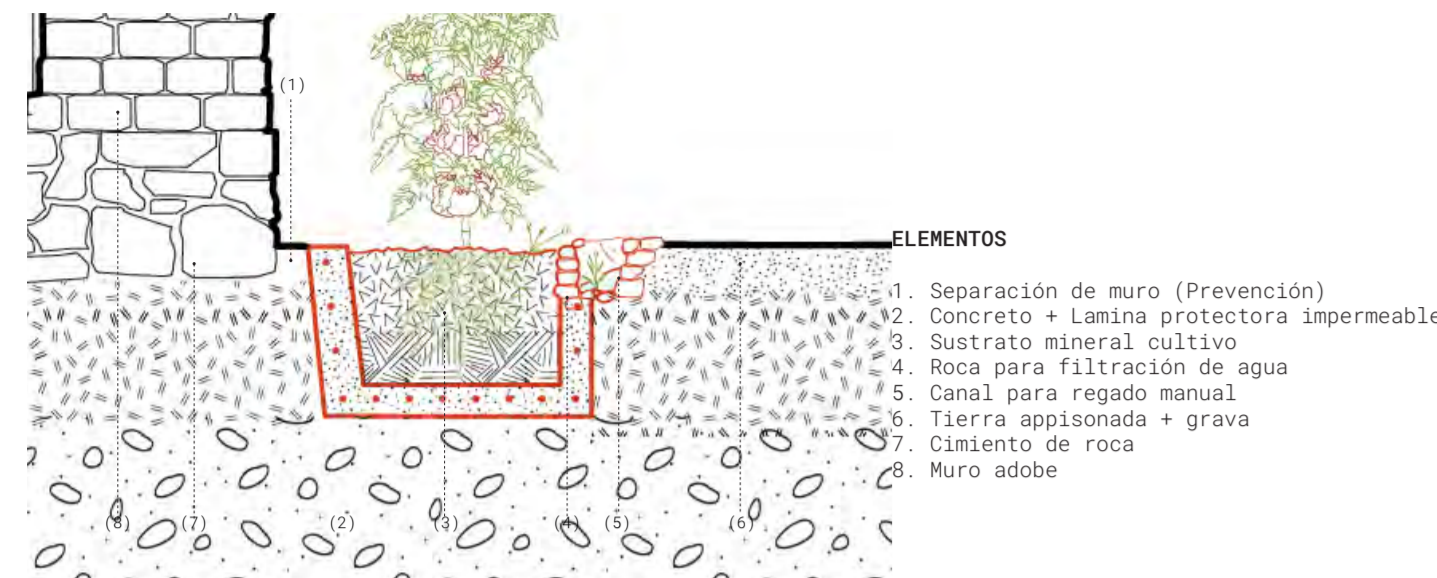 (1)
ELEMENTOS
1. Separación de muro (Prevención)
2. Concreto + Lamina protectora impermeable
3. Sustrato mineral cultivo
4. Roca para filtración de agua
5. Canal para regado manual
6. Tierra appisonada + grava
7. Cimiento de roca
8. Muro adobe
(8) (7) (2) (3) (4) (5) (6)